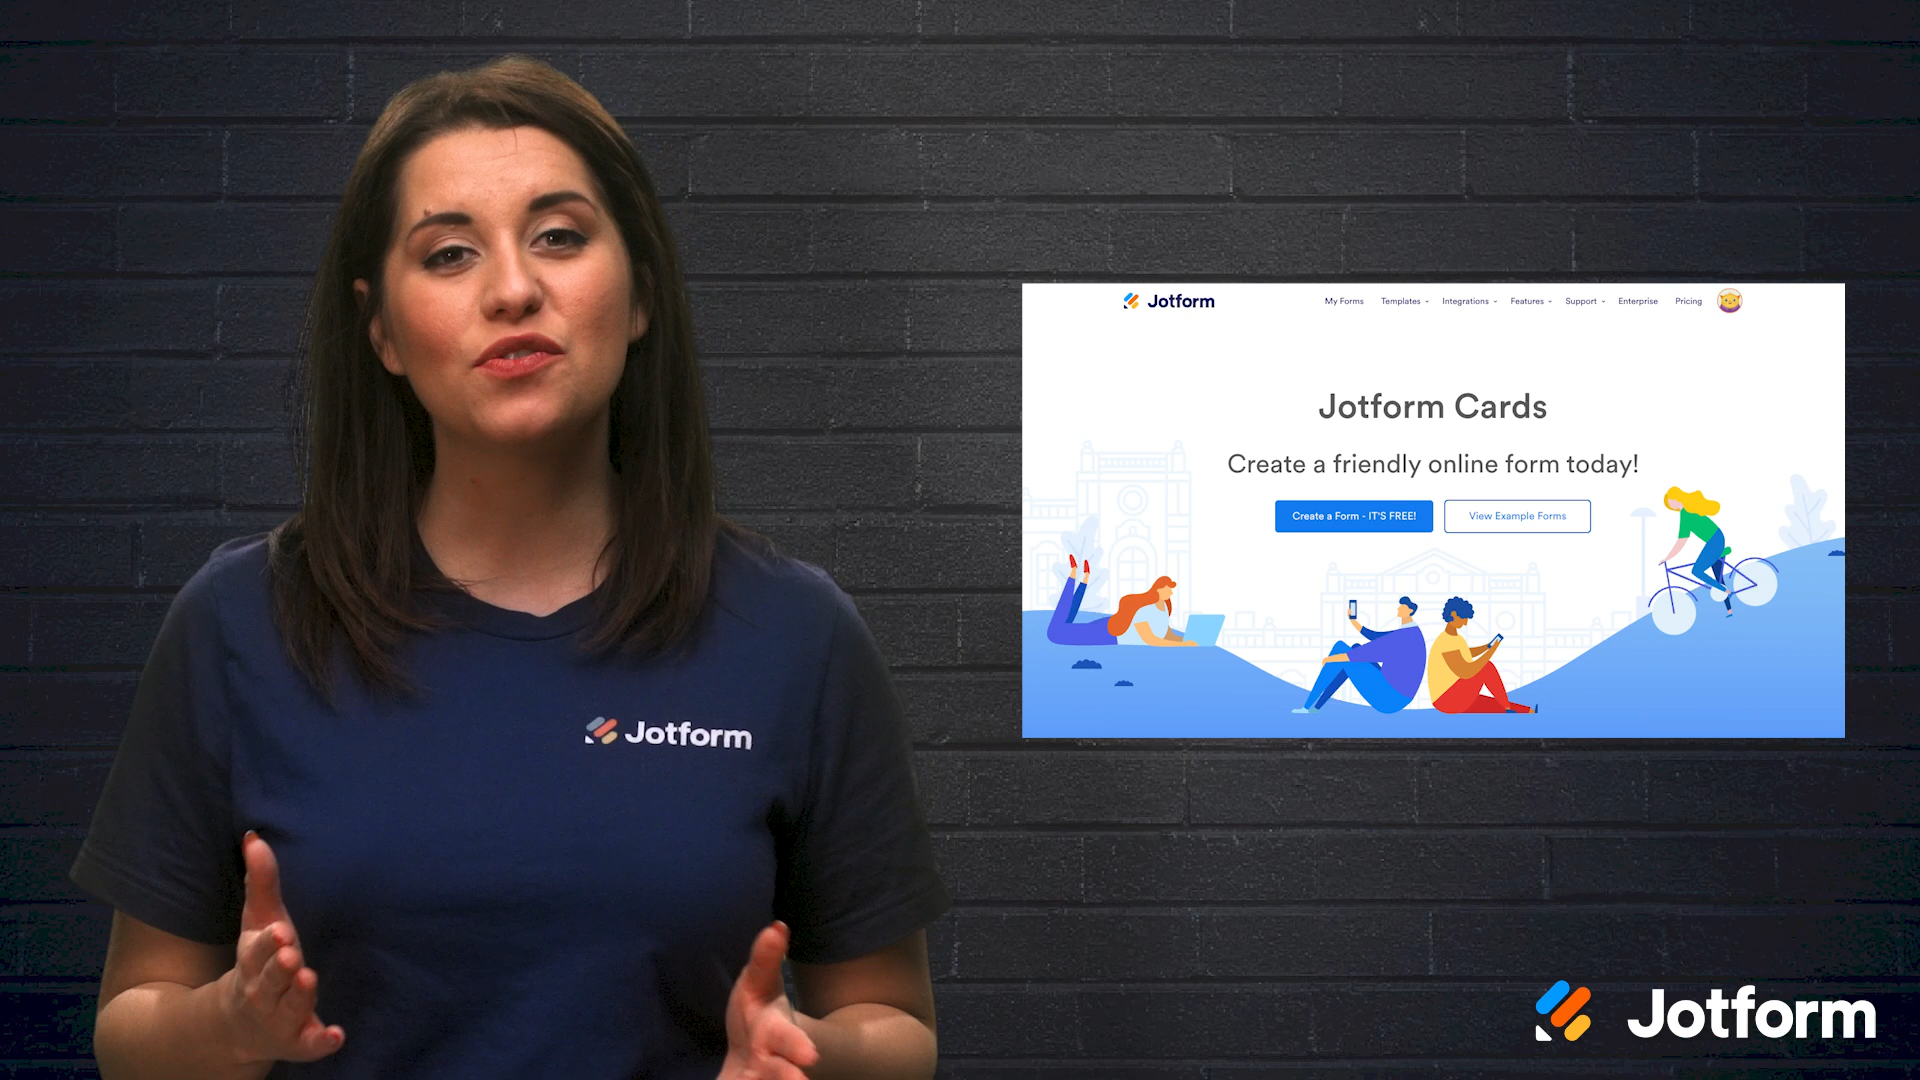 Jotform
My Forms Templates Integrations Features Support Enterprise Pricing
Jotform Cards
Create a friendly online form today!
Create a Form - IT'S FREE! View Example Forms
Jotform
Jotform